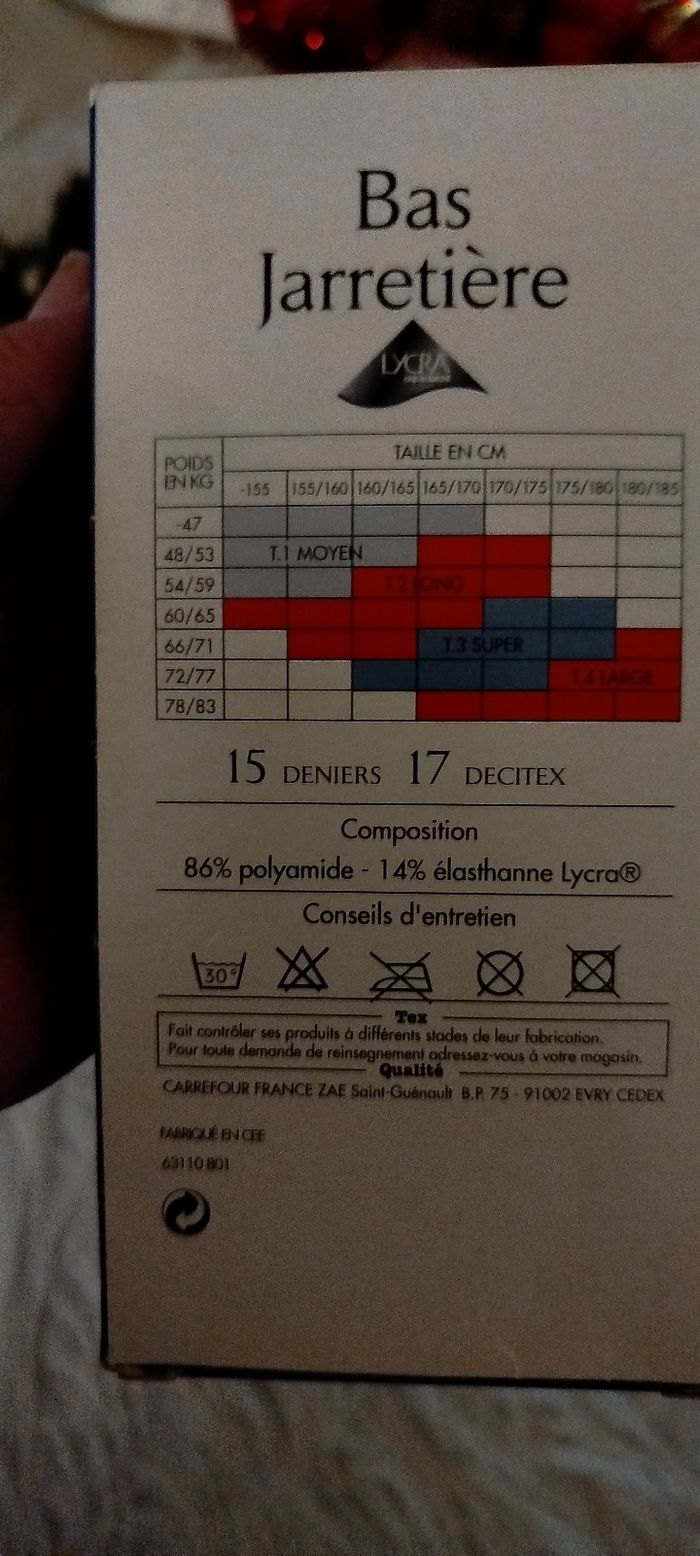 Bas
Jarretière
LYCRA
POIDS
EN KG
TAILLE EN CM
-155 155/160 160/165 165/170 170/175 175/180 180/185
-47
48/53 T.1 MOYEN
54/59 T.2 LONG
60/65
66/71 T.3 SUPER
72/77 T.4 LARGE
78/83
15 DENIERS 17 DECITEX
Composition
86% polyamide - 14% élasthanne Lycra®
Conseils d'entretien
30°
Tex
Fait contrôler ses produits à différents stades de leur fabrication.
Pour toute demande de reinsegnement adressez-vous à votre magasin.
Qualité
CARREFOUR FRANCE ZAE Saint-Guénault B.P. 75 - 91002 EVRY CEDEX
FABRIQUÉ EN CEE
63110 801